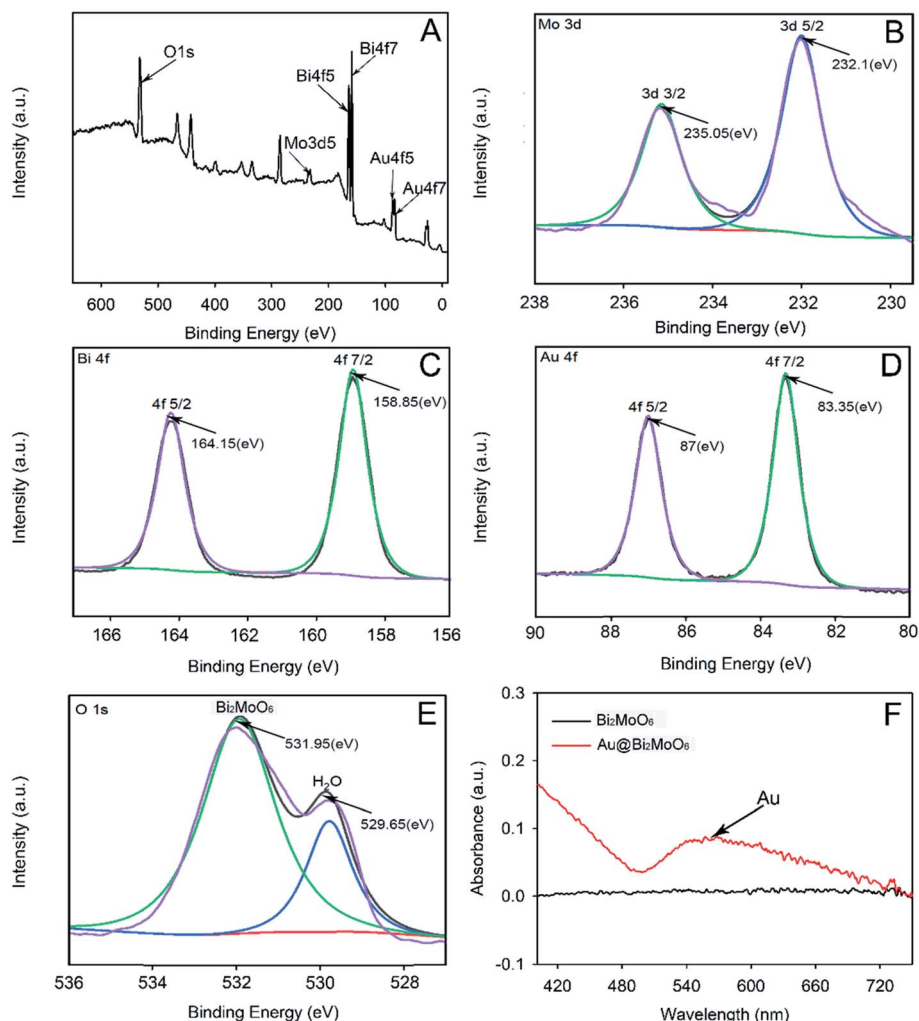 A
O1s
Bi4f7
Bi4f5
Mo3d5
Au4f5
Au4f7
Intensity (a.u.)
600 500 400 300 200 100 0
Binding Energy (eV)
Mo 3d
B
3d 5/2
232.1(eV)
3d 3/2
235.05(eV)
Intensity (a.u.)
238 236 234 232 230
Binding Energy (eV)
Bi 4f
C
4f 7/2
158.85(eV)
4f 5/2
164.15(eV)
Intensity (a.u.)
166 164 162 160 158 156
Binding Energy (eV)
Au 4f
D
4f 7/2
83.35(eV)
4f 5/2
87(eV)
Intensity (a.u.)
90 88 86 84 82 80
Binding Energy (eV)
O 1s
E
Bi₂MoO₆
531.95(eV)
H₂O
529.65(eV)
Intensity (a.u.)
536 534 532 530 528
Binding Energy (eV)
F
Bi₂MoO₆
Au@Bi₂MoO₆
Au
Absorbance (a.u.)
0.3
0.2
0.1
0.0
-0.1
420 480 540 600 660 720
Wavelength (nm)